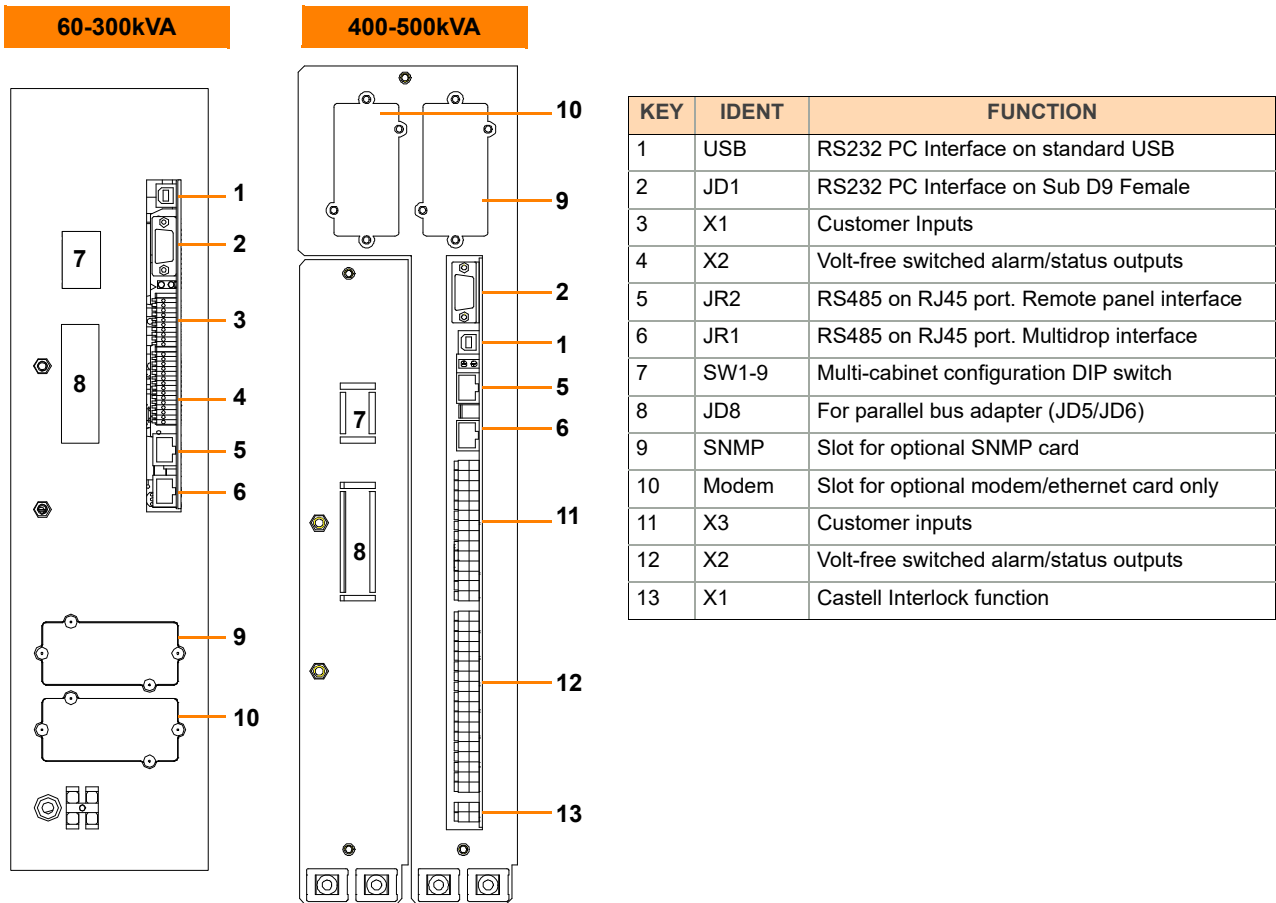 60-300kVA
1
2
7
3
8
4
5
6
9
10
400-500kVA
10
9
2
1
5
7
6
11
8
12
13
KEY IDENT FUNCTION
1 USB RS232 PC Interface on standard USB
2 JD1 RS232 PC Interface on Sub D9 Female
3 X1 Customer Inputs
4 X2 Volt-free switched alarm/status outputs
5 JR2 RS485 on RJ45 port. Remote panel interface
6 JR1 RS485 on RJ45 port. Multidrop interface
7 SW1-9 Multi-cabinet configuration DIP switch
8 JD8 For parallel bus adapter (JD5/JD6)
9 SNMP Slot for optional SNMP card
10 Modem Slot for optional modem/ethernet card only
11 X3 Customer inputs
12 X2 Volt-free switched alarm/status outputs
13 X1 Castell Interlock function